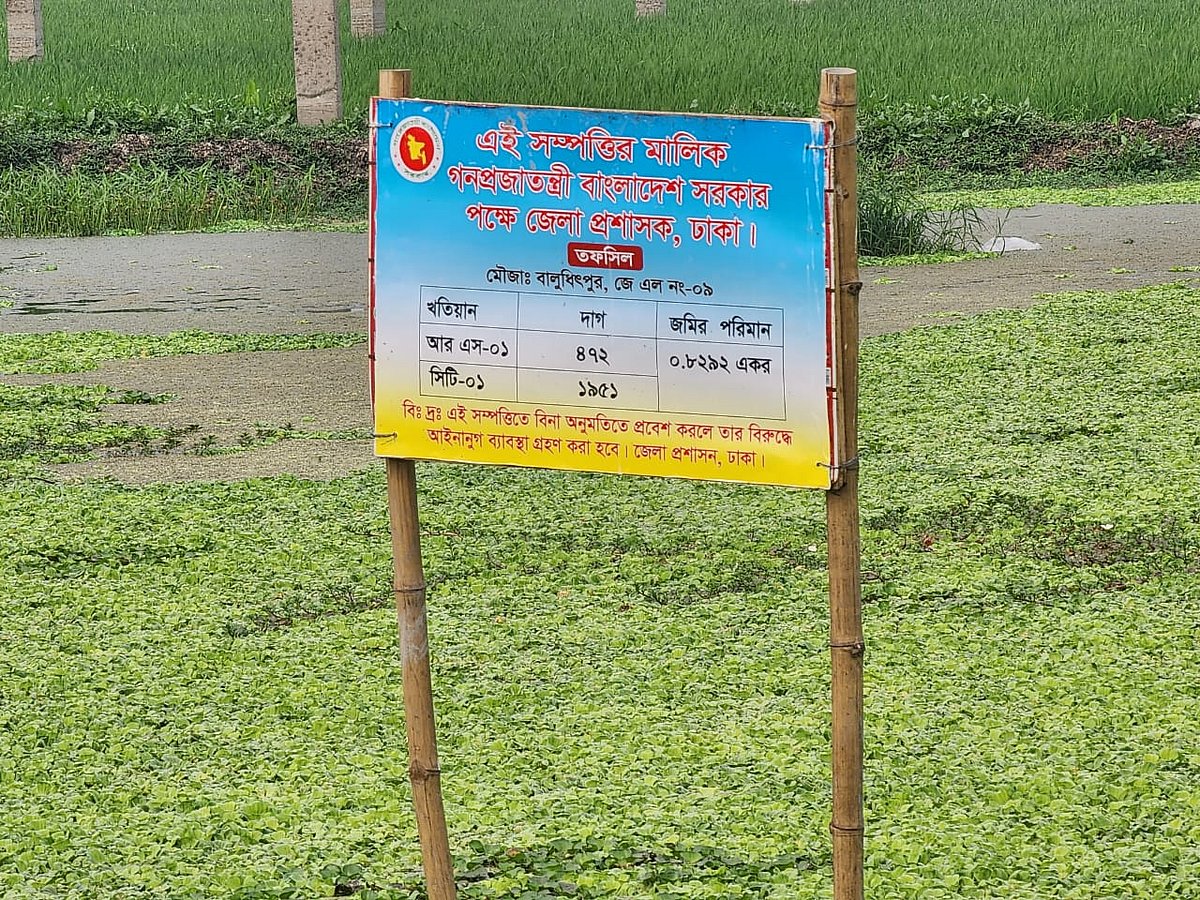 এই সম্পত্তির মালিক
গনপ্রজাতন্ত্রী বাংলাদেশ সরকার
পক্ষে জেলা প্রশাসক, ঢাকা।
তফসিল
মৌজাঃ বালুধিৎপুর, জে এল নং-০৯
খতিয়ান দাগ জমির পরিমান
আর এস-০১ ৪৭২ ০.৮২৯২ একর
সিটি-০১ ১৯৫১
বিঃ দ্রঃ এই সম্পত্তিতে বিনা অনুমতিতে প্রবেশ করলে তার বিরুদ্ধে
আইনানুগ ব্যাবস্থা গ্রহণ করা হবে। জেলা প্রশাসন, ঢাকা।